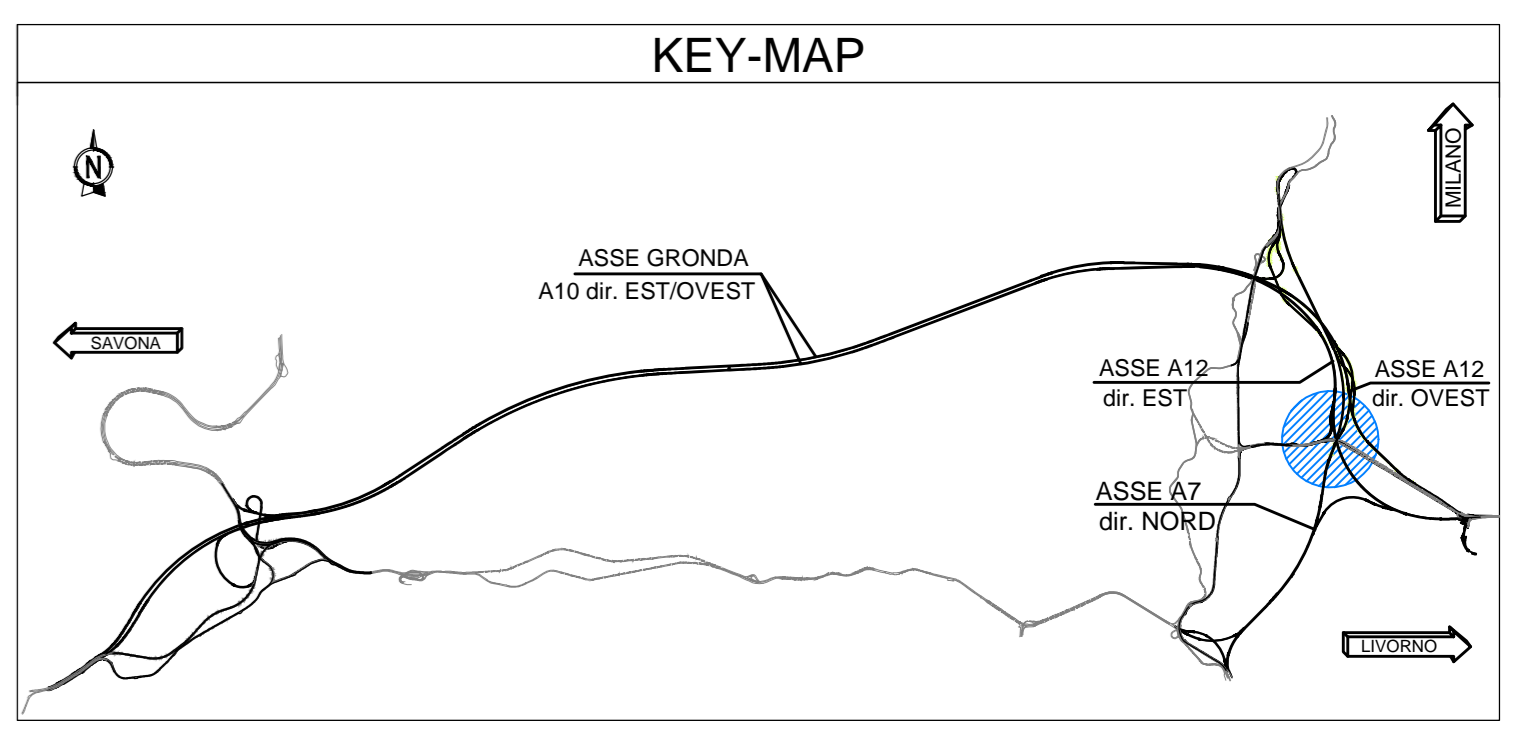 KEY-MAP
N
MILANO
ASSE GRONDA
A10 dir. EST/OVEST
SAVONA
ASSE A12
dir. EST
ASSE A12
dir. OVEST
ASSE A7
dir. NORD
LIVORNO